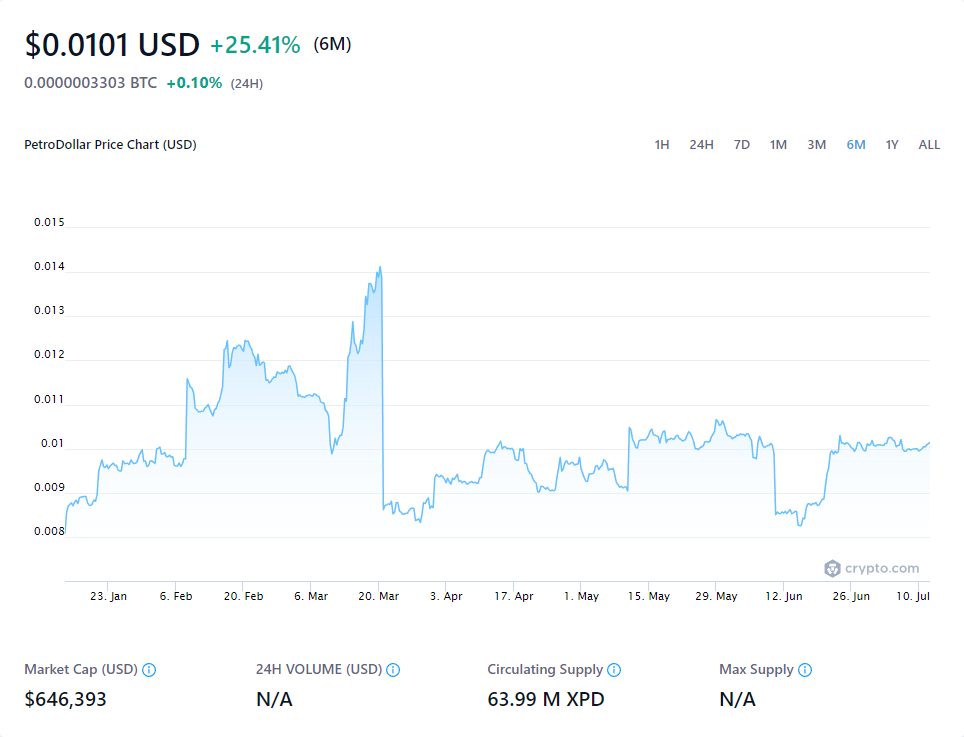 $0.0101 USD +25.41% (6M)
0.0000003303 BTC +0.10% (24H)
PetroDollar Price Chart (USD) 1H 24H 7D 1M 3M 6M 1Y ALL
0.015
0.014
0.013
0.012
0.011
0.01
0.009
0.008
crypto.com
23. Jan 6. Feb 20. Feb 6. Mar 20. Mar 3. Apr 17. Apr 1. May 15. May 29. May 12. Jun 26. Jun 10. Jul
Market Cap (USD) 24H VOLUME (USD) Circulating Supply Max Supply
$646,393 N/A 63.99 M XPD N/A